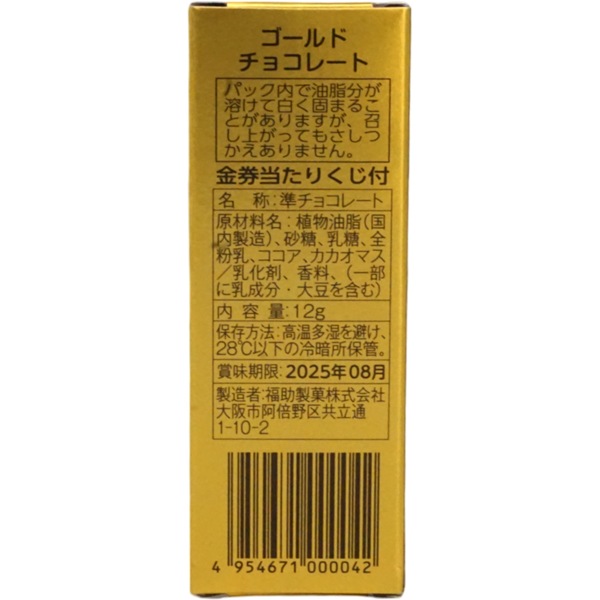 ゴールド
チョコレート
パック内で油脂分が
溶けて白く固まるこ
とがありますが、召
し上がってもさしつ
かえありません。
金券当たりくじ付
名 称:準チョコレート
原材料名:植物油脂(国
内製造)、砂糖、乳糖、全
粉乳、ココア、カカオマス
/乳化剤、香料、(一部
に乳成分・大豆を含む)
内 容 量:12g
保存方法:高温多湿を避け、
28℃以下の冷暗所保管。
賞味期限:2025年08月
製造者:福助製菓株式会社
大阪市阿倍野区共立通
1-10-2
4 954671 000042